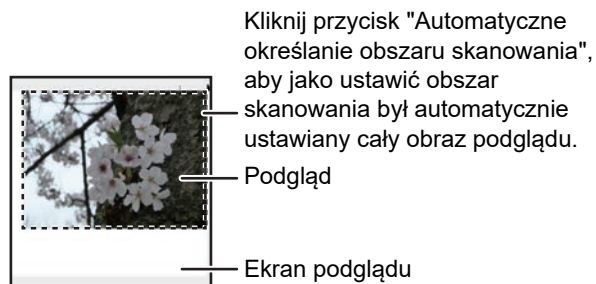 Kliknij przycisk "Automatyczne
określanie obszaru skanowania",
aby jako ustawić obszar
skanowania był automatycznie
ustawiany cały obraz podglądu.
Podgląd
Ekran podglądu